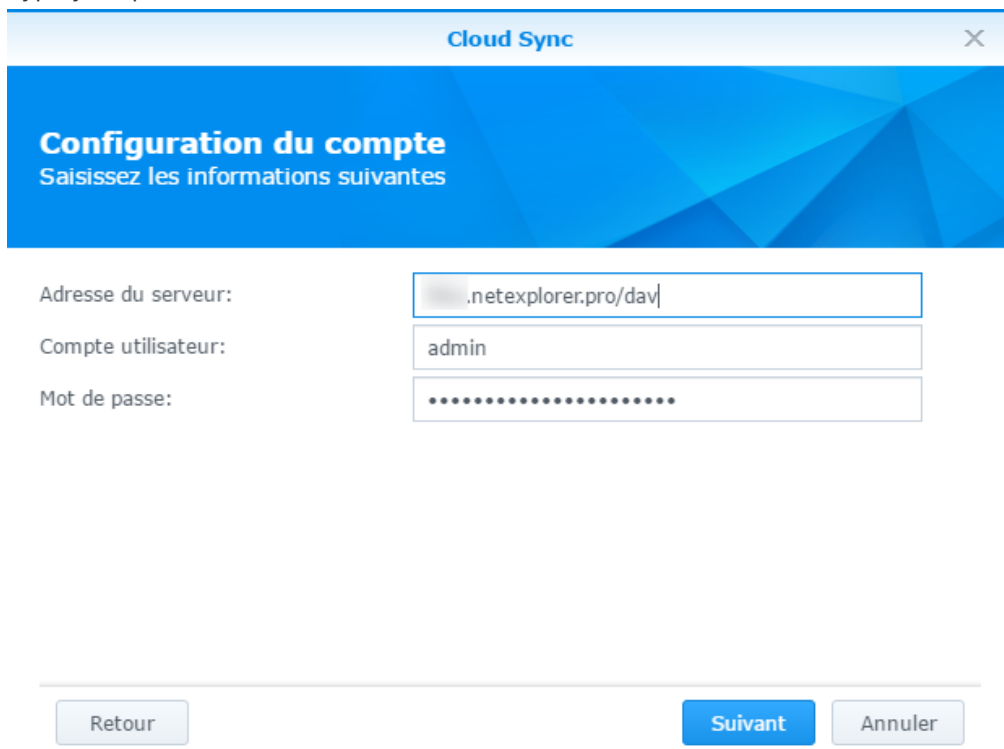 Cloud Sync
Configuration du compte
Saisissez les informations suivantes
Adresse du serveur: .netexplorer.pro/dav
Compte utilisateur: admin
Mot de passe: ••••••••••••••••••••••
Retour Suivant Annuler